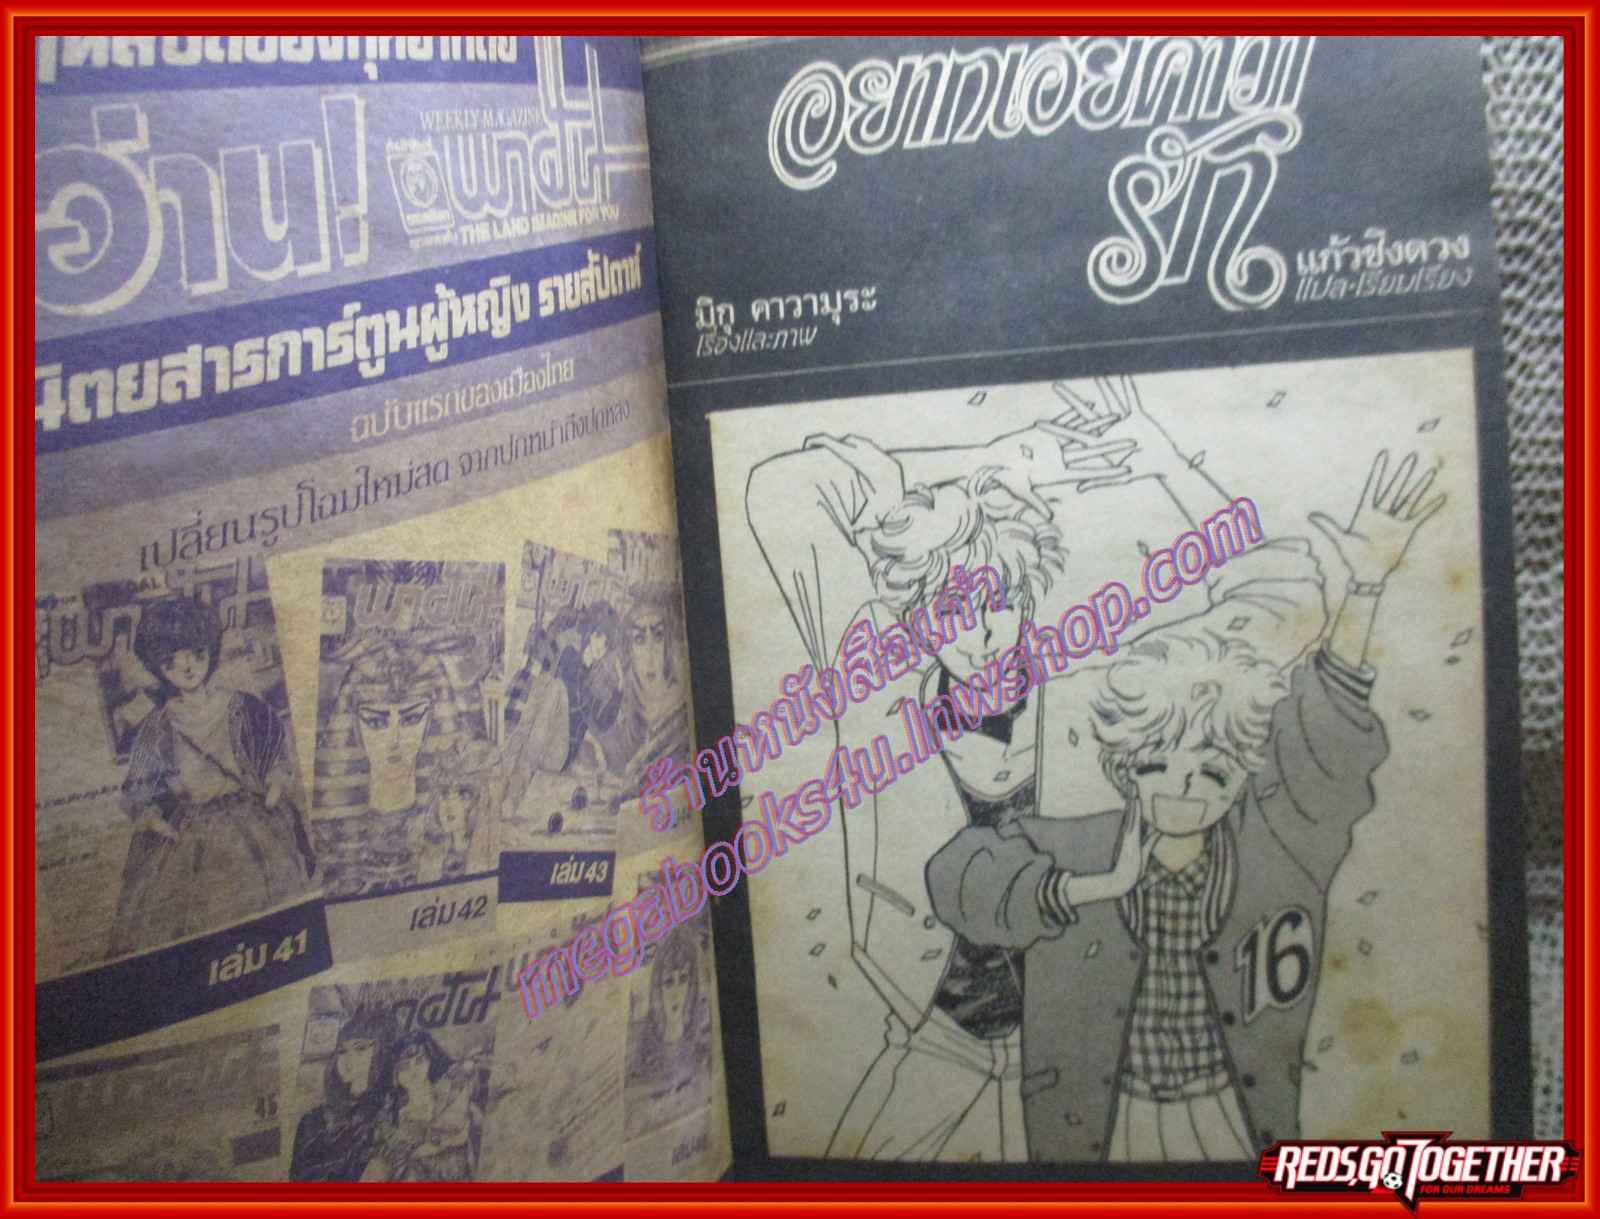 อ่าน!
WEEKLY MAGAZINE
THE LAND IMAGINE FOR YOU
นิตยสารการ์ตูนผู้หญิง รายสัปดาห์
ฉบับแรกของเมืองไทย
เปลี่ยนรูปโฉมใหม่สด จากปกหน้าถึงปกหลัง
เล่ม 41
เล่ม 42
เล่ม 43
45
อยากเอ่ยคำว่า
รัก
แก้วชิงดวง
แปล-เรียบเรียง
มิกุ คาวามุระ
เรื่องและภาพ
16
ร้านหนังสือเก่า
megabooks4u.lnwshop.com
REDS,GO TOGETHER
FOR OUR DREAMS